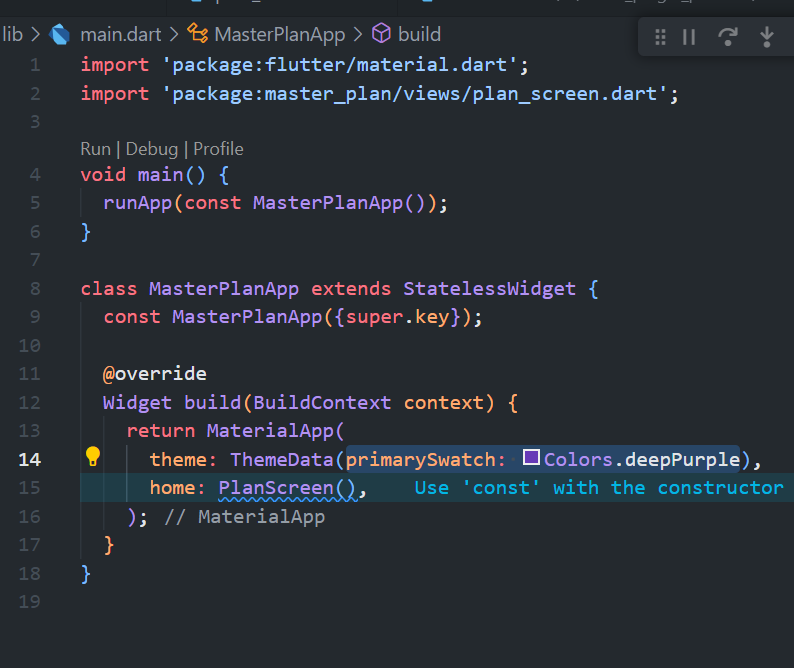 lib > main.dart > MasterPlanApp > build
1 import 'package:flutter/material.dart';
2 import 'package:master_plan/views/plan_screen.dart';
3
Run | Debug | Profile
4 void main() {
5 runApp(const MasterPlanApp());
6 }
7
8 class MasterPlanApp extends StatelessWidget {
9 const MasterPlanApp({super.key});
10
11 @override
12 Widget build(BuildContext context) {
13 return MaterialApp(
14 theme: ThemeData(primarySwatch: Colors.deepPurple),
15 home: PlanScreen(), Use 'const' with the constructor
16 ); // MaterialApp
17 }
18 }
19